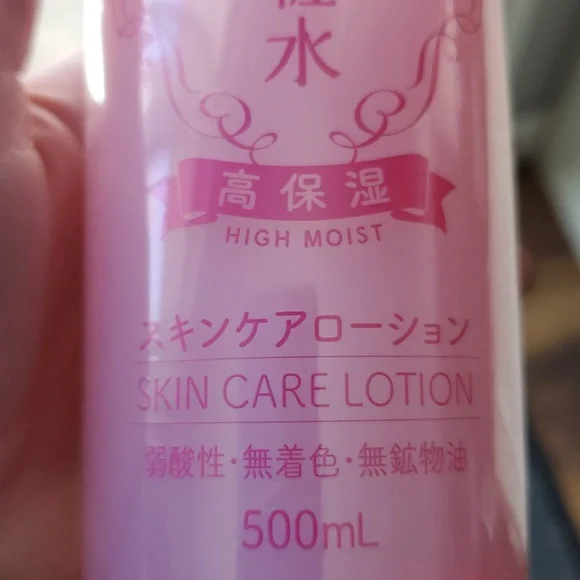 水
高保湿
HIGH MOIST
スキンケアローション
SKIN CARE LOTION
弱酸性・無着色・無鉱物油
500mL